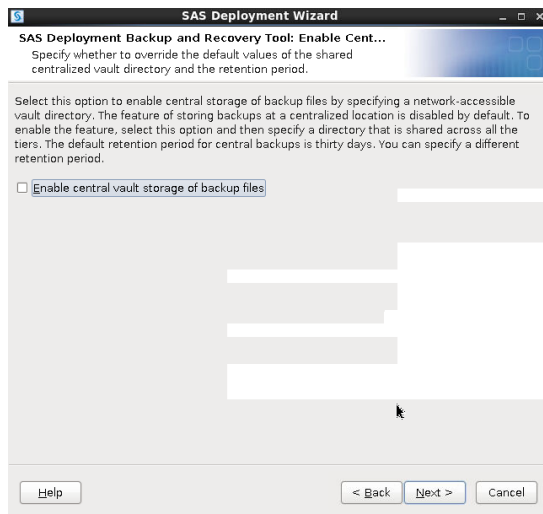 SAS Deployment Wizard
SAS Deployment Backup and Recovery Tool: Enable Cent...
Specify whether to override the default values of the shared
centralized vault directory and the retention period.
Select this option to enable central storage of backup files by specifying a network-accessible
vault directory. The feature of storing backups at a centralized location is disabled by default. To
enable the feature, select this option and then specify a directory that is shared across all the
tiers. The default retention period for central backups is thirty days. You can specify a different
retention period.
Enable central vault storage of backup files
Help
< Back
Next >
Cancel